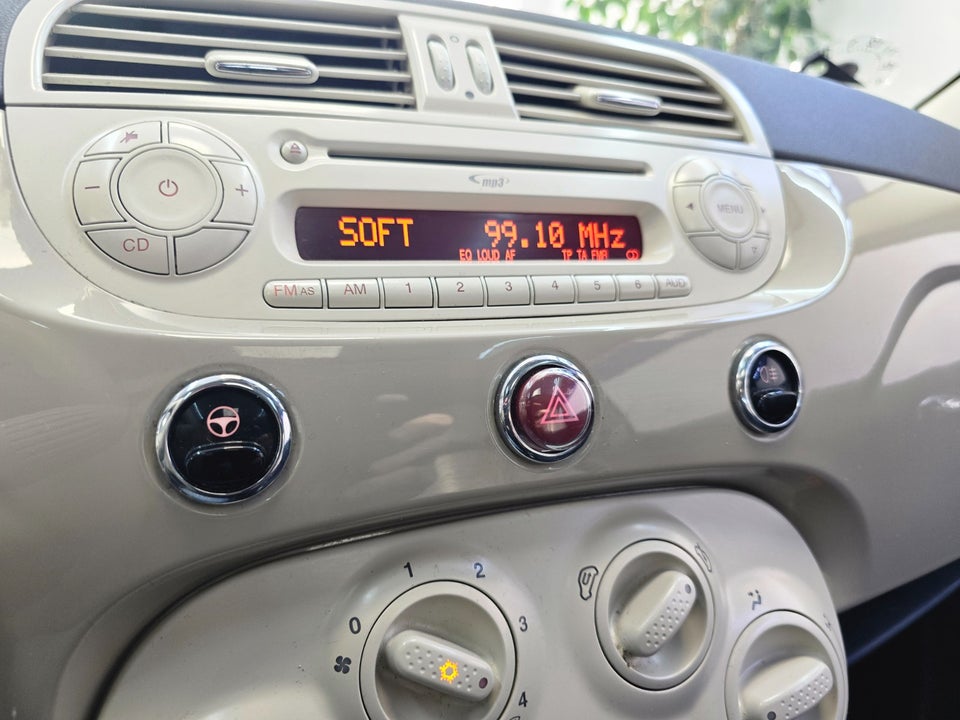 mp3
SOFT 99.10 MHz
EQ LOUD AF TP TA FMB
CD
MENU
FM AS AM 1 2 3 4 5 6 AUD
0 1 2 3 4